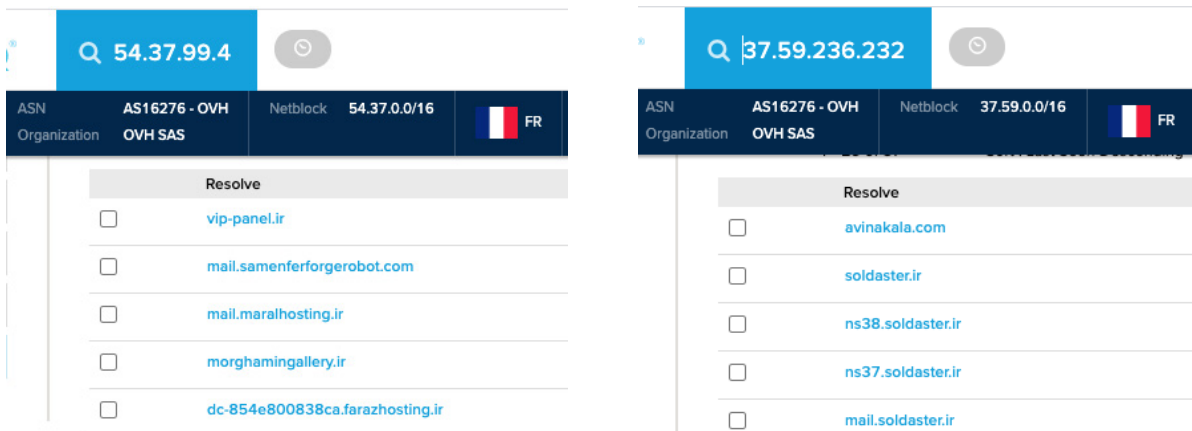 54.37.99.4
ASN AS16276 - OVH Netblock 54.37.0.0/16 FR
Organization OVH SAS
Resolve
vip-panel.ir
mail.samenferforgerobot.com
mail.maralhosting.ir
morghamingallery.ir
dc-854e800838ca.farazhosting.ir
37.59.236.232
ASN AS16276 - OVH Netblock 37.59.0.0/16 FR
Organization OVH SAS
Resolve
avinakala.com
soldaster.ir
ns38.soldaster.ir
ns37.soldaster.ir
mail.soldaster.ir